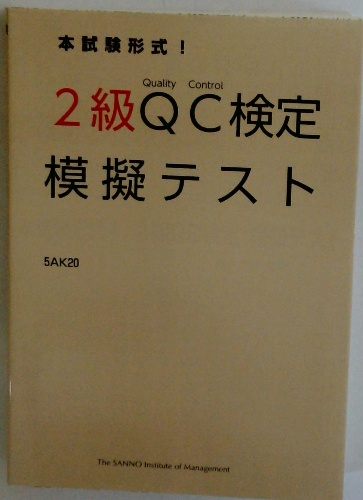 本試験形式！
Quality Control
２級QC検定
模擬テスト
5AK20
The SANNO Institute of Management